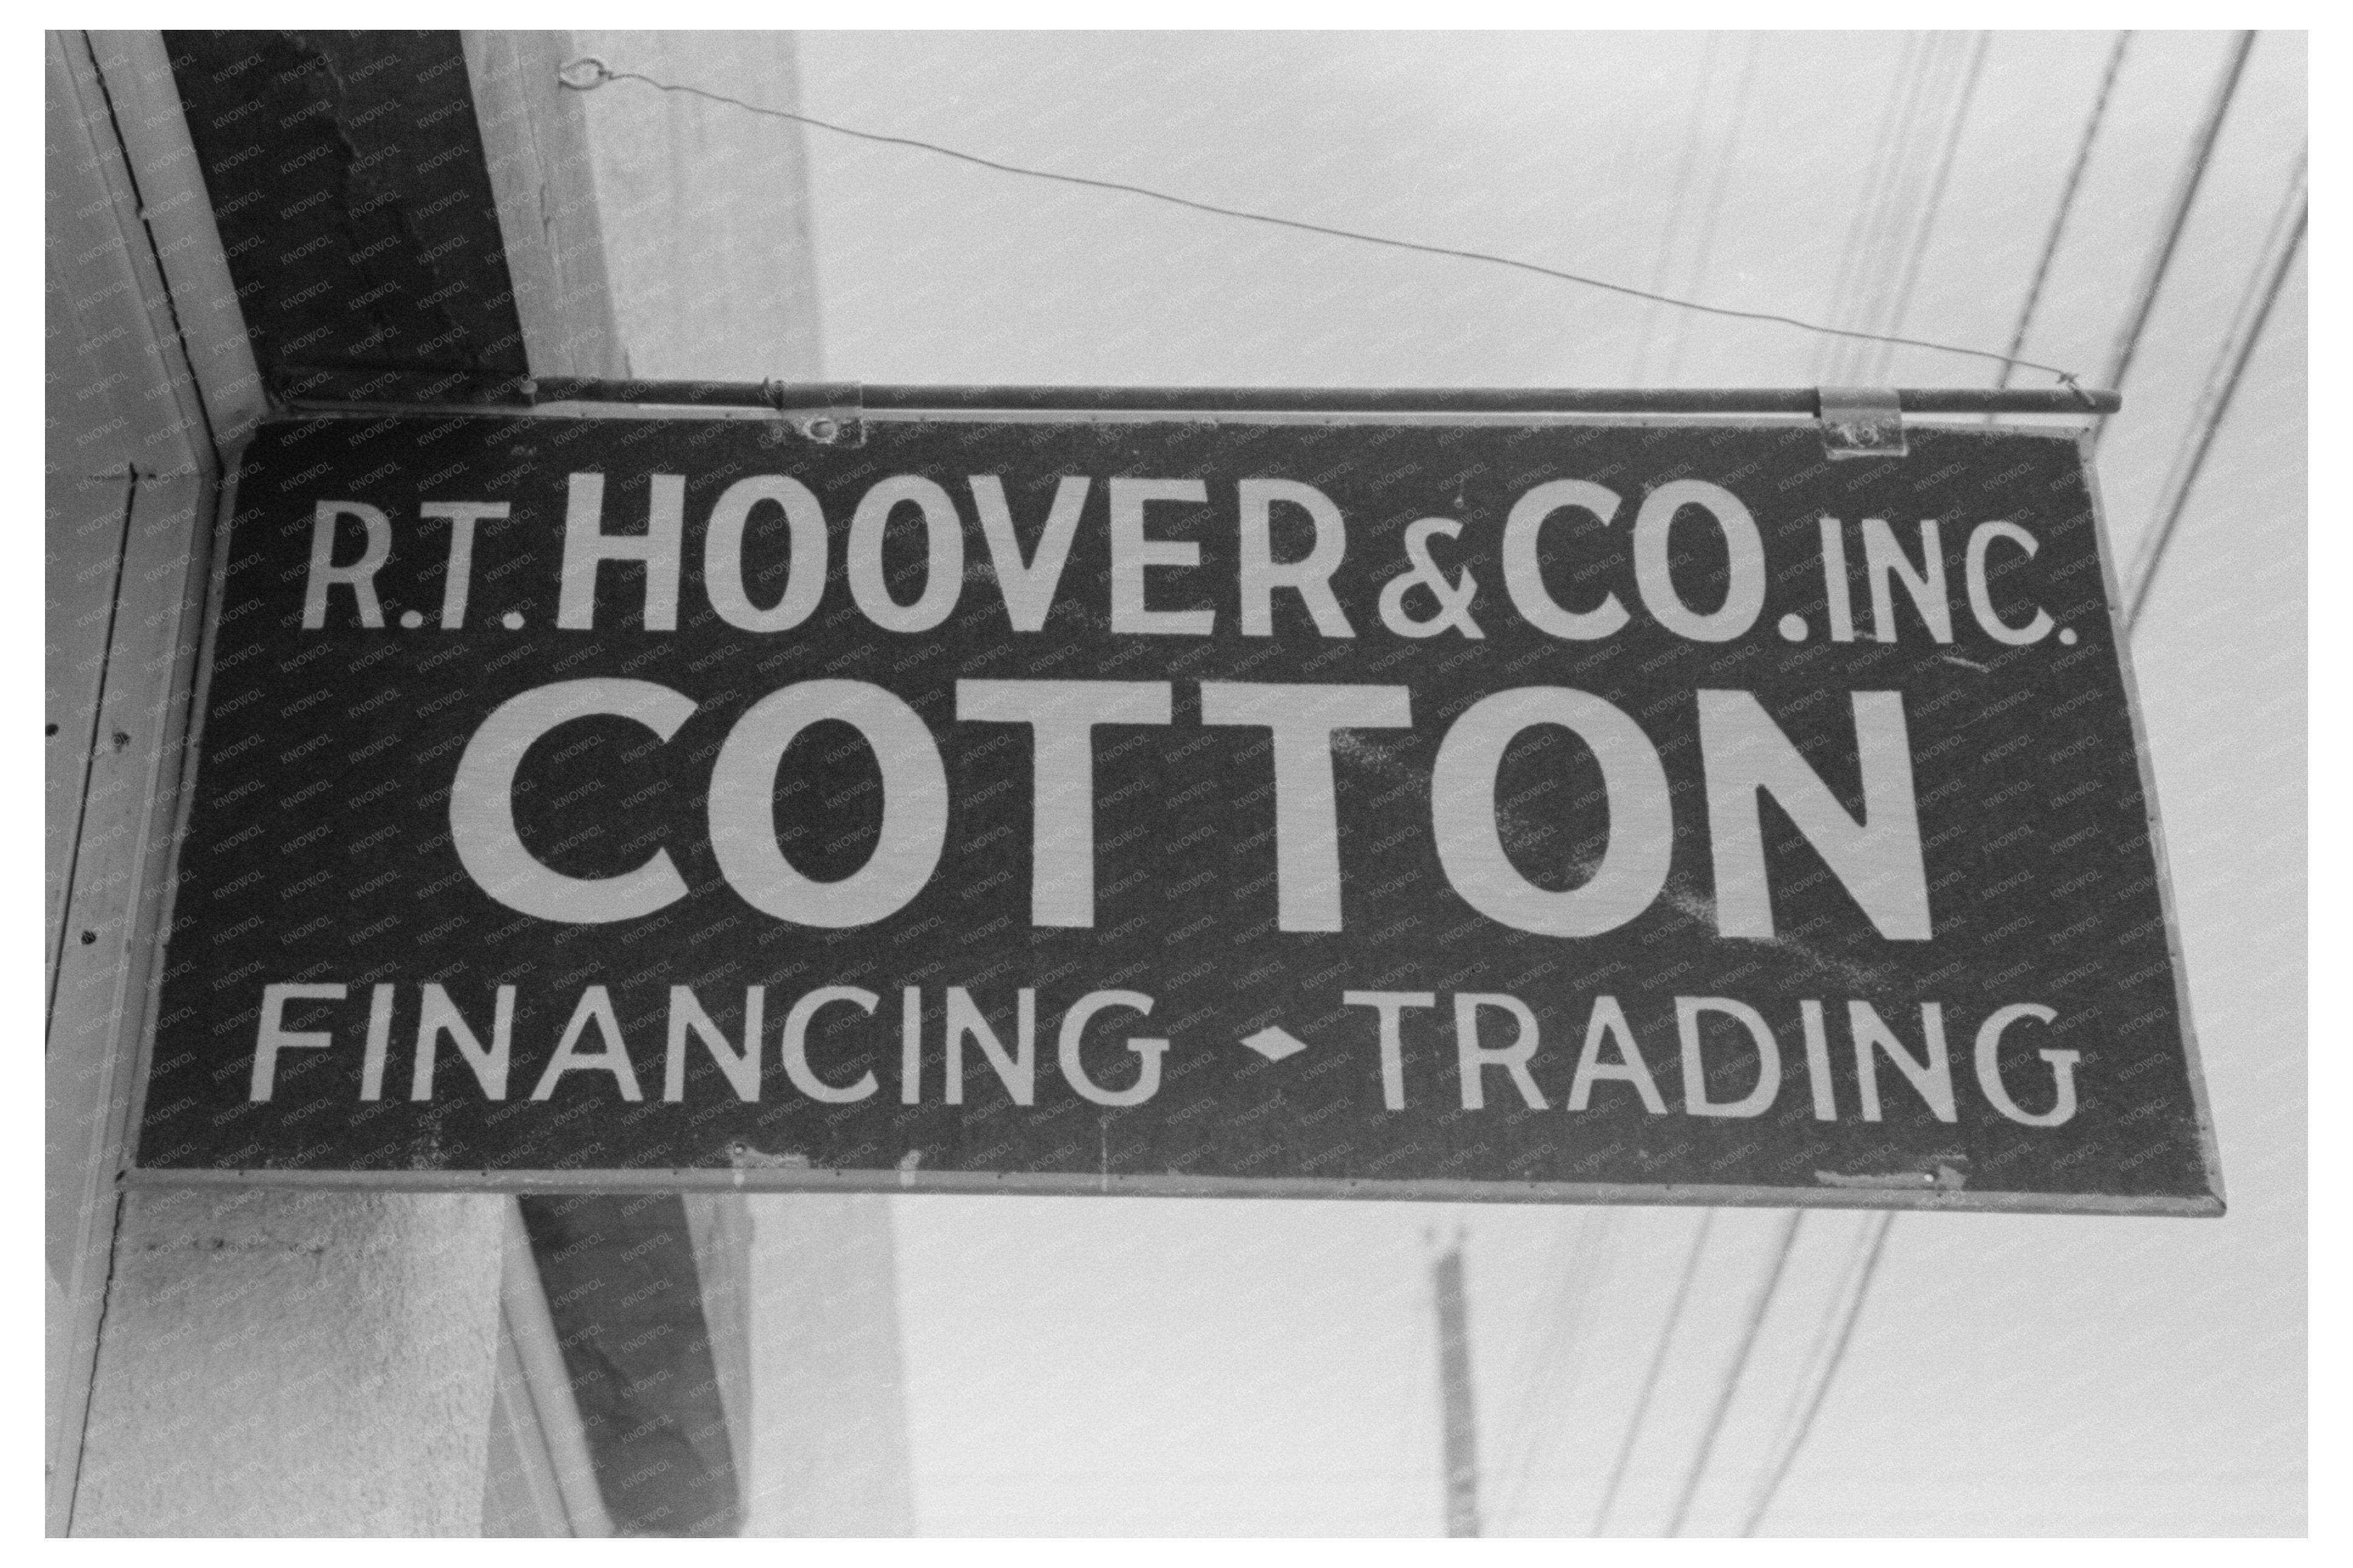 R.T. HOOVER & CO. INC.
COTTON
FINANCING ♦ TRADING